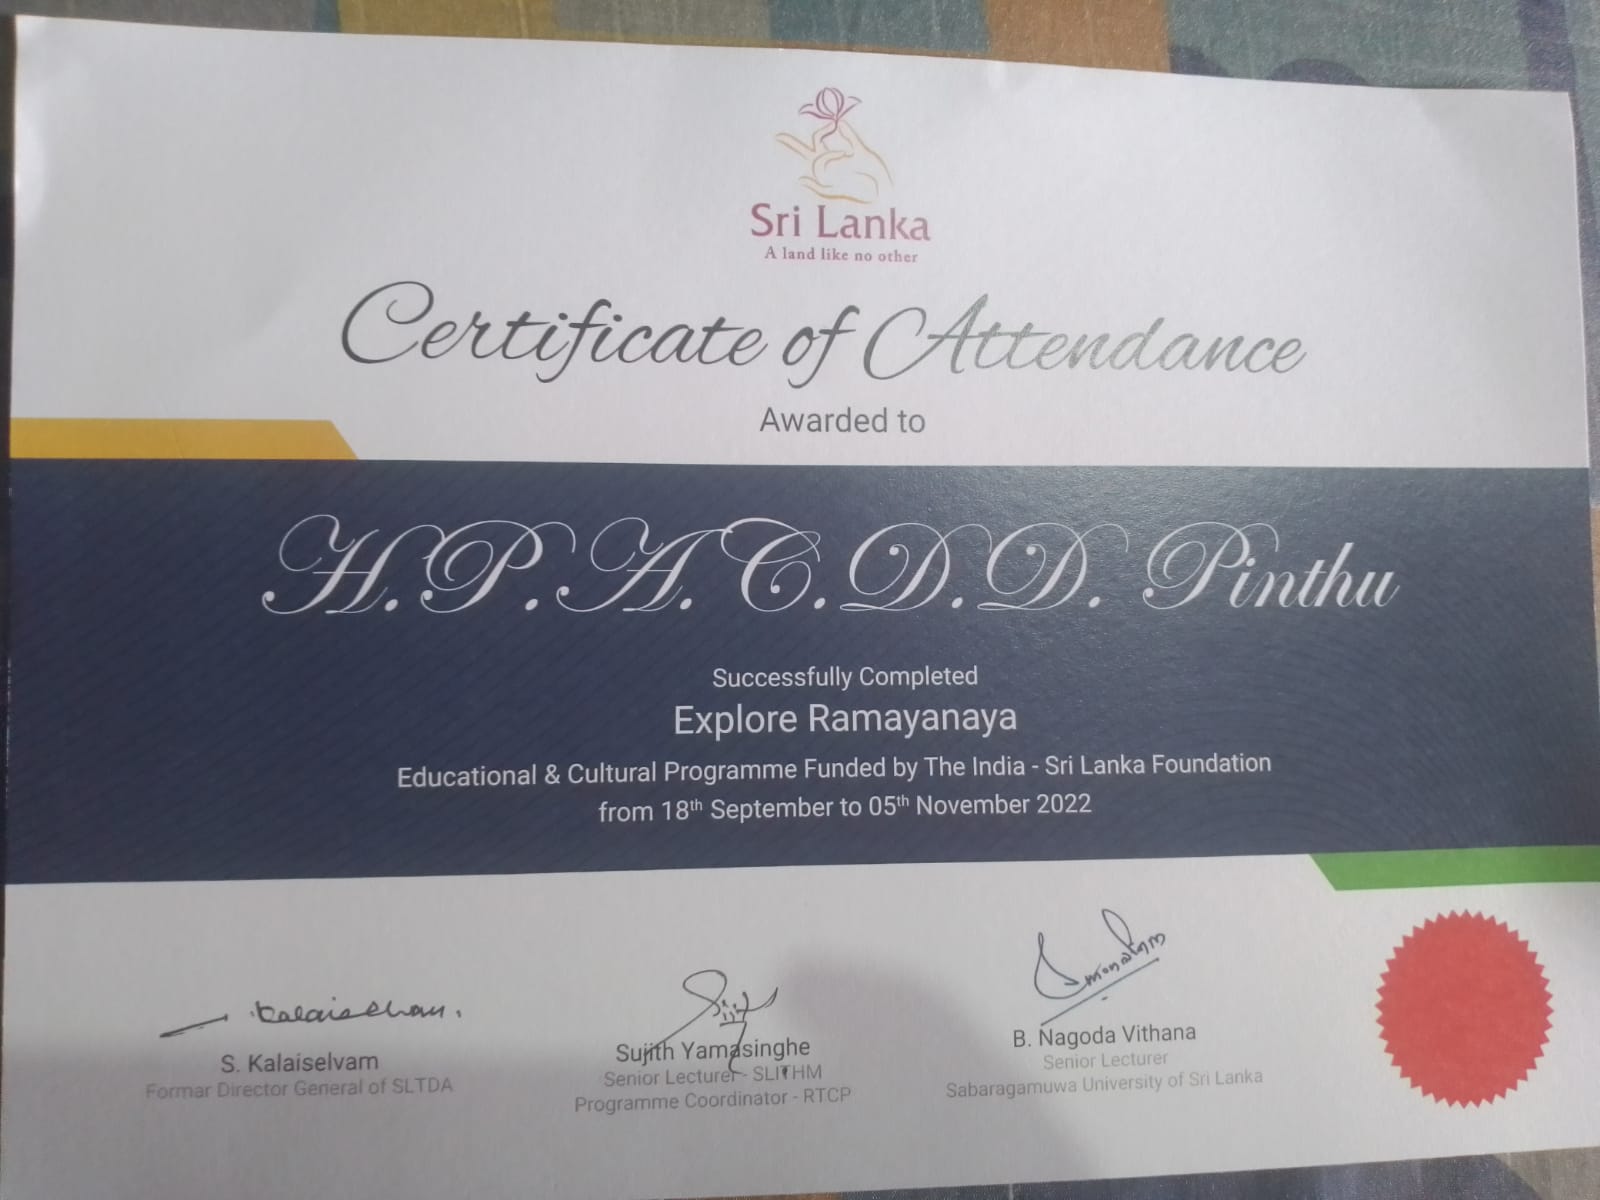 Sri Lanka
A land like no other
Certificate of Attendance
Awarded to
H.P.A.C.D.D. Pinthu
Successfully Completed
Explore Ramayanaya
Educational & Cultural Programme Funded by The India - Sri Lanka Foundation
from 18th September to 05th November 2022
Kalaiselvam.
S. Kalaiselvam
Formar Director General of SLTDA
Sujith Yamasinghe
Senior Lecturer - SLITHM
Programme Coordinator - RTCP
B. Nagoda Vithana
Senior Lecturer
Sabaragamuwa University of Sri Lanka